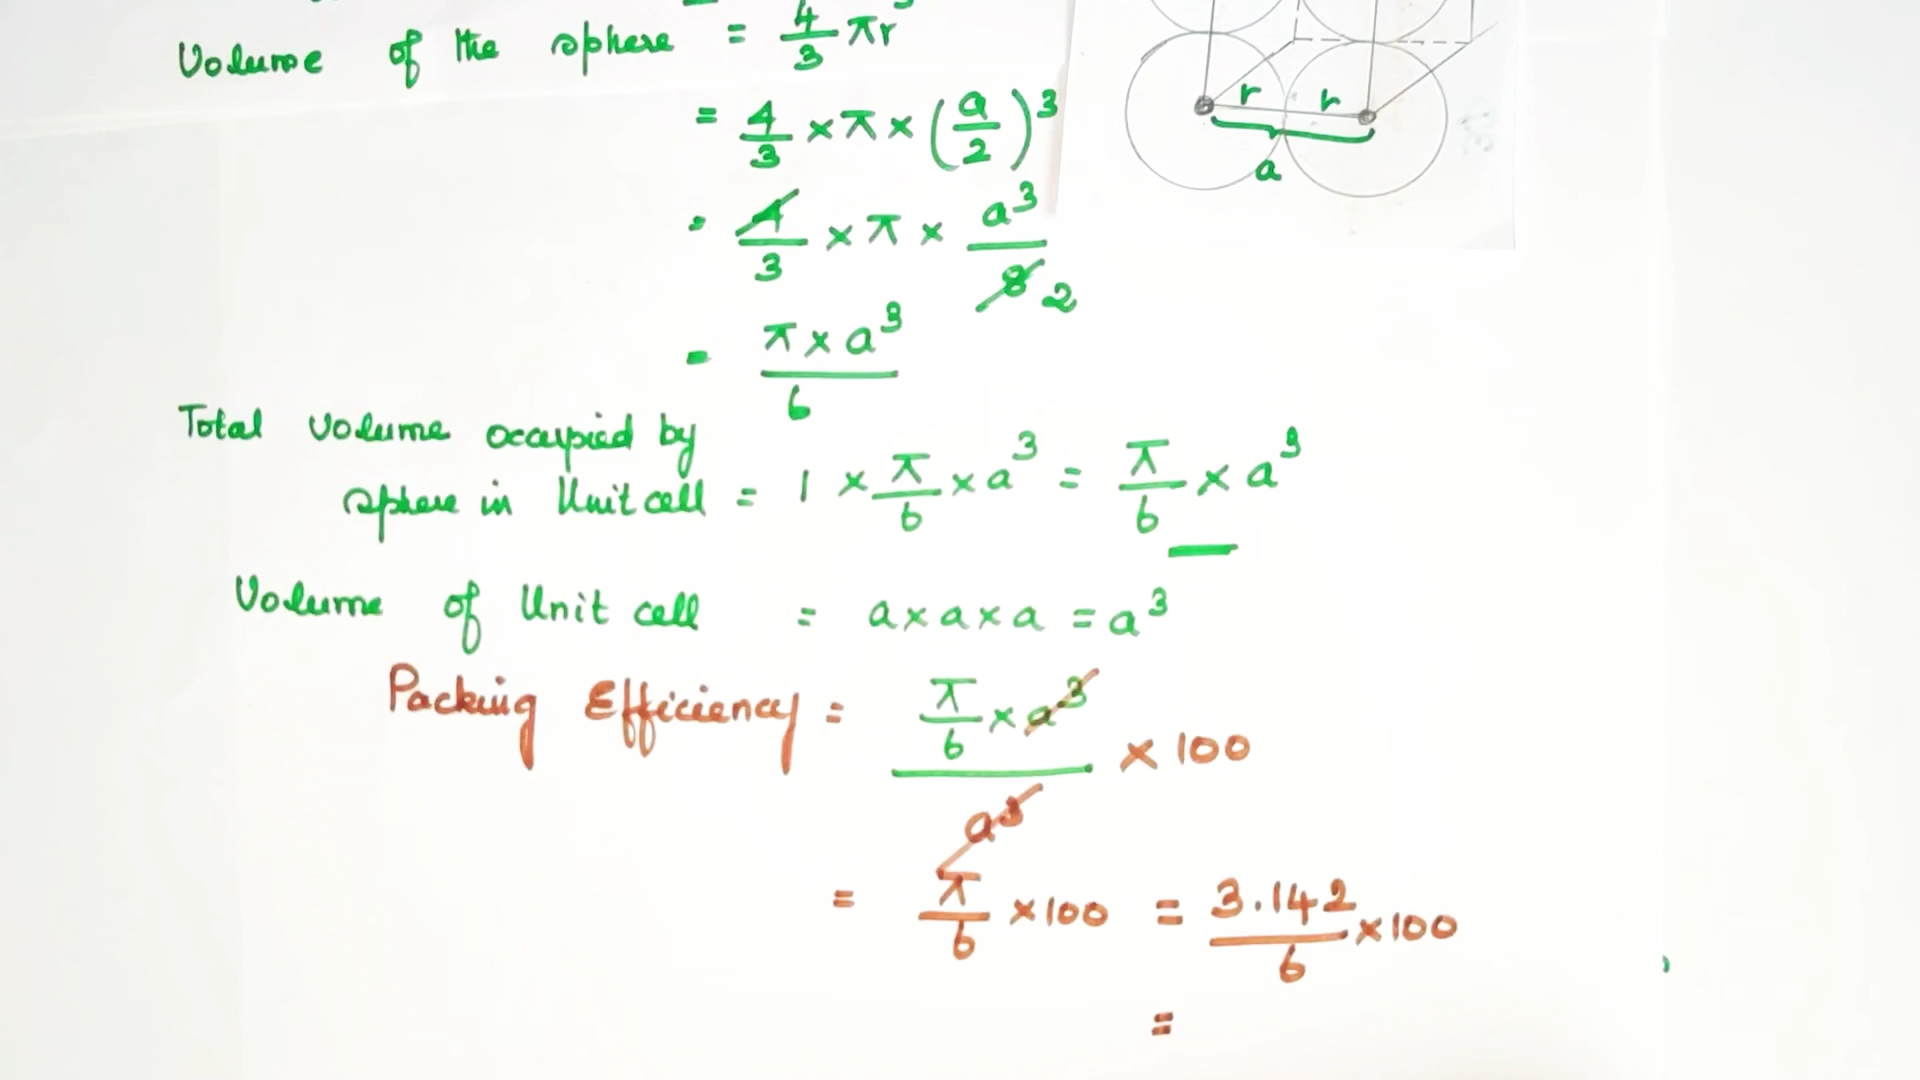 Volume of the sphere = 4/3 πr³
= 4/3 × π × (a/2)³
= 4/3 × π × a³/8 2
= π × a³/6
Total volume occupied by
sphere in Unit cell = 1 × π/6 × a³ = π/6 × a³
Volume of Unit cell = a × a × a = a³
Packing Efficiency = π/6 × a³ / a³ × 100
= π/6 × 100 = 3.142/6 × 100
=
r r
a